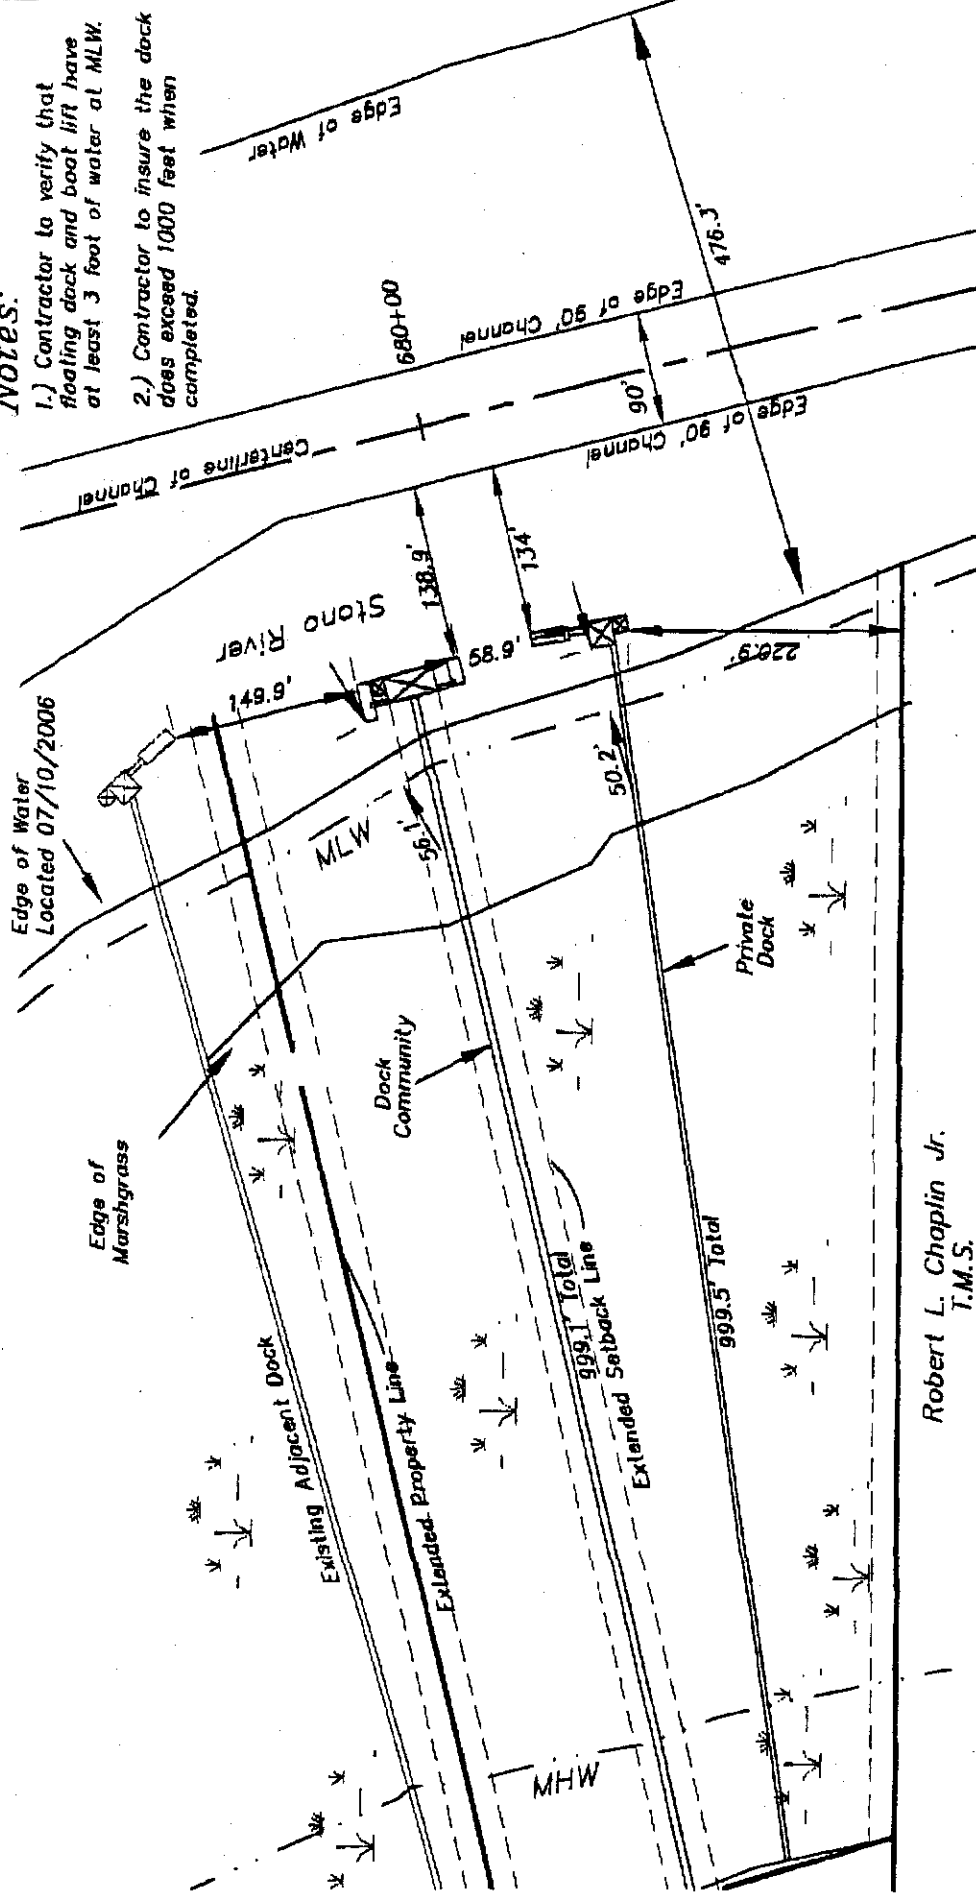 Notes:
1.) Contractor to verify that
floating dock and boat lift have
at least 3 foot of water at MLW.
2.) Contractor to insure the dock
does exceed 1000 feet when
completed.
Edge of Water
680+00
Edge of 90' Channel
476.3'
90'
Edge of 90' Channel
Centerline of Channel
138.9'
134'
Stono River
58.9'
149.9'
226.9'
Edge of Water
Located 07/10/2006
MLW
56.1'
50.2'
Private
Dock
Dock
Community
Edge of
Marshgrass
Existing Adjacent Dock
Extended Property Line
999.1' Total
Extended Setback Line
999.5' Total
MHW
Robert L. Chaplin Jr.
T.M.S.